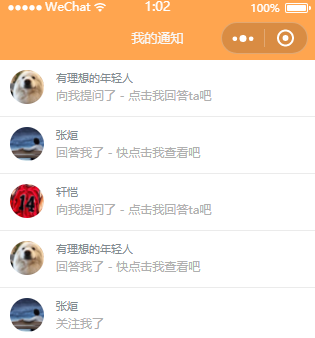 WeChat 1:02 100%
我的通知
有理想的年轻人
向我提问了 - 点击我回答ta吧
张烜
回答我了 - 快点击我查看吧
轩恺
向我提问了 - 点击我回答ta吧
有理想的年轻人
回答我了 - 快点击我查看吧
张烜
关注我了